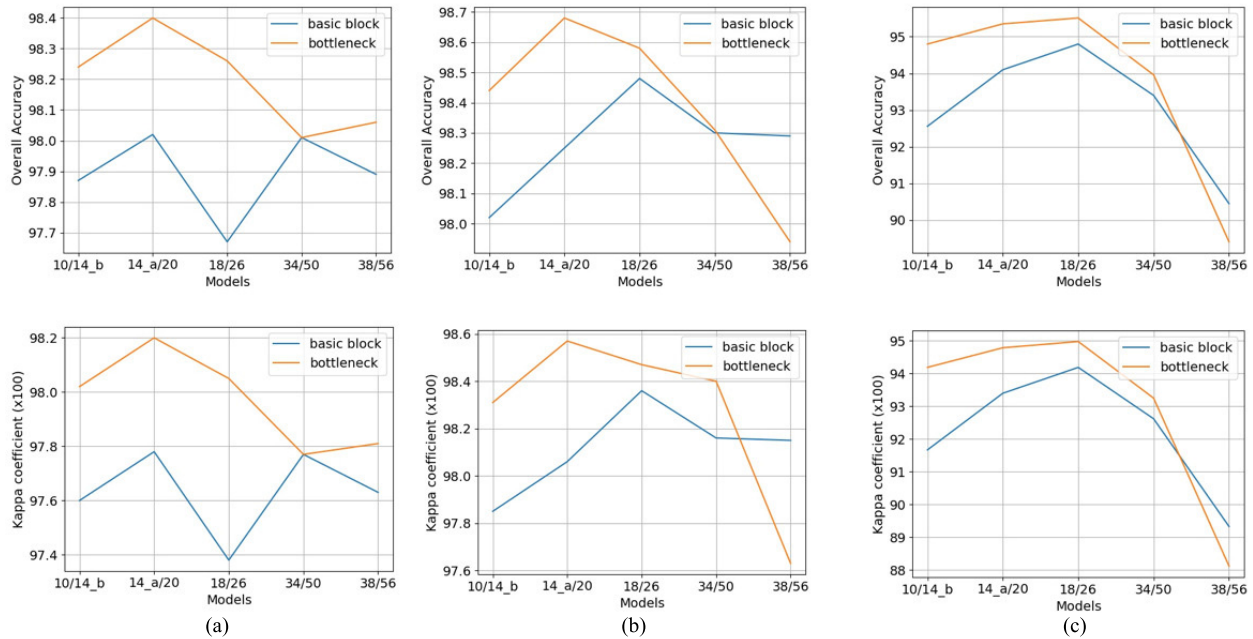 98.4
98.3
98.2
98.1
98.0
97.9
97.8
97.7
Overall Accuracy
basic block
bottleneck
10/14_b 14_a/20 18/26 34/50 38/56
Models
98.7
98.6
98.5
98.4
98.3
98.2
98.1
98.0
Overall Accuracy
basic block
bottleneck
10/14_b 14_a/20 18/26 34/50 38/56
Models
95
94
93
92
91
90
Overall Accuracy
basic block
bottleneck
10/14_b 14_a/20 18/26 34/50 38/56
Models
98.2
98.0
97.8
97.6
97.4
Kappa coefficient (x100)
basic block
bottleneck
10/14_b 14_a/20 18/26 34/50 38/56
Models
(a)
98.6
98.4
98.2
98.0
97.8
97.6
Kappa coefficient (x100)
basic block
bottleneck
10/14_b 14_a/20 18/26 34/50 38/56
Models
(b)
95
94
93
92
91
90
89
88
Kappa coefficient (x100)
basic block
bottleneck
10/14_b 14_a/20 18/26 34/50 38/56
Models
(c)